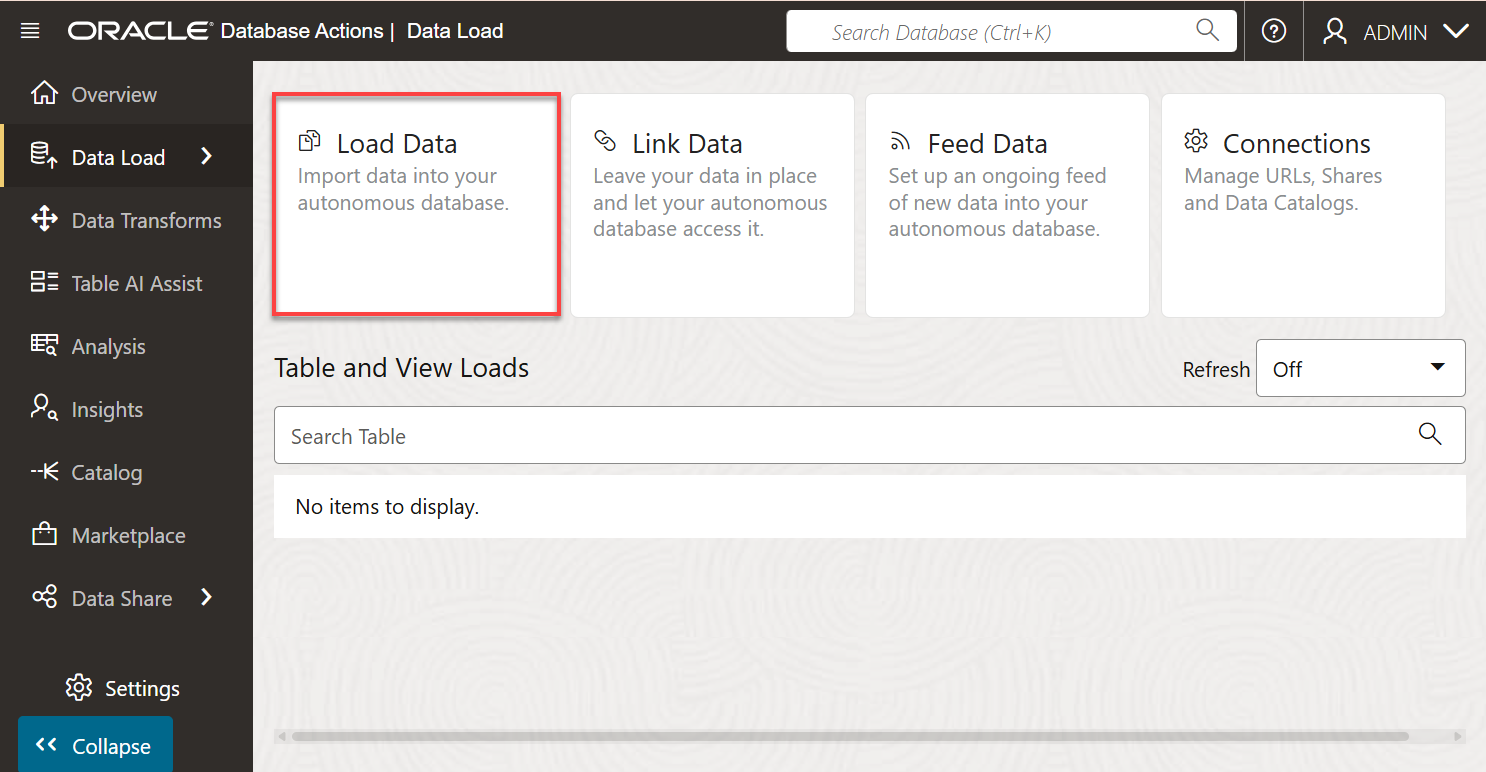 ORACLE® Database Actions | Data Load
Search Database (Ctrl+K)
ADMIN
Overview
Data Load
Data Transforms
Table AI Assist
Analysis
Insights
Catalog
Marketplace
Data Share
Settings
Collapse
Load Data
Import data into your
autonomous database.
Link Data
Leave your data in place
and let your autonomous
database access it.
Feed Data
Set up an ongoing feed
of new data into your
autonomous database.
Connections
Manage URLs, Shares
and Data Catalogs.
Table and View Loads
Refresh Off
Search Table
No items to display.